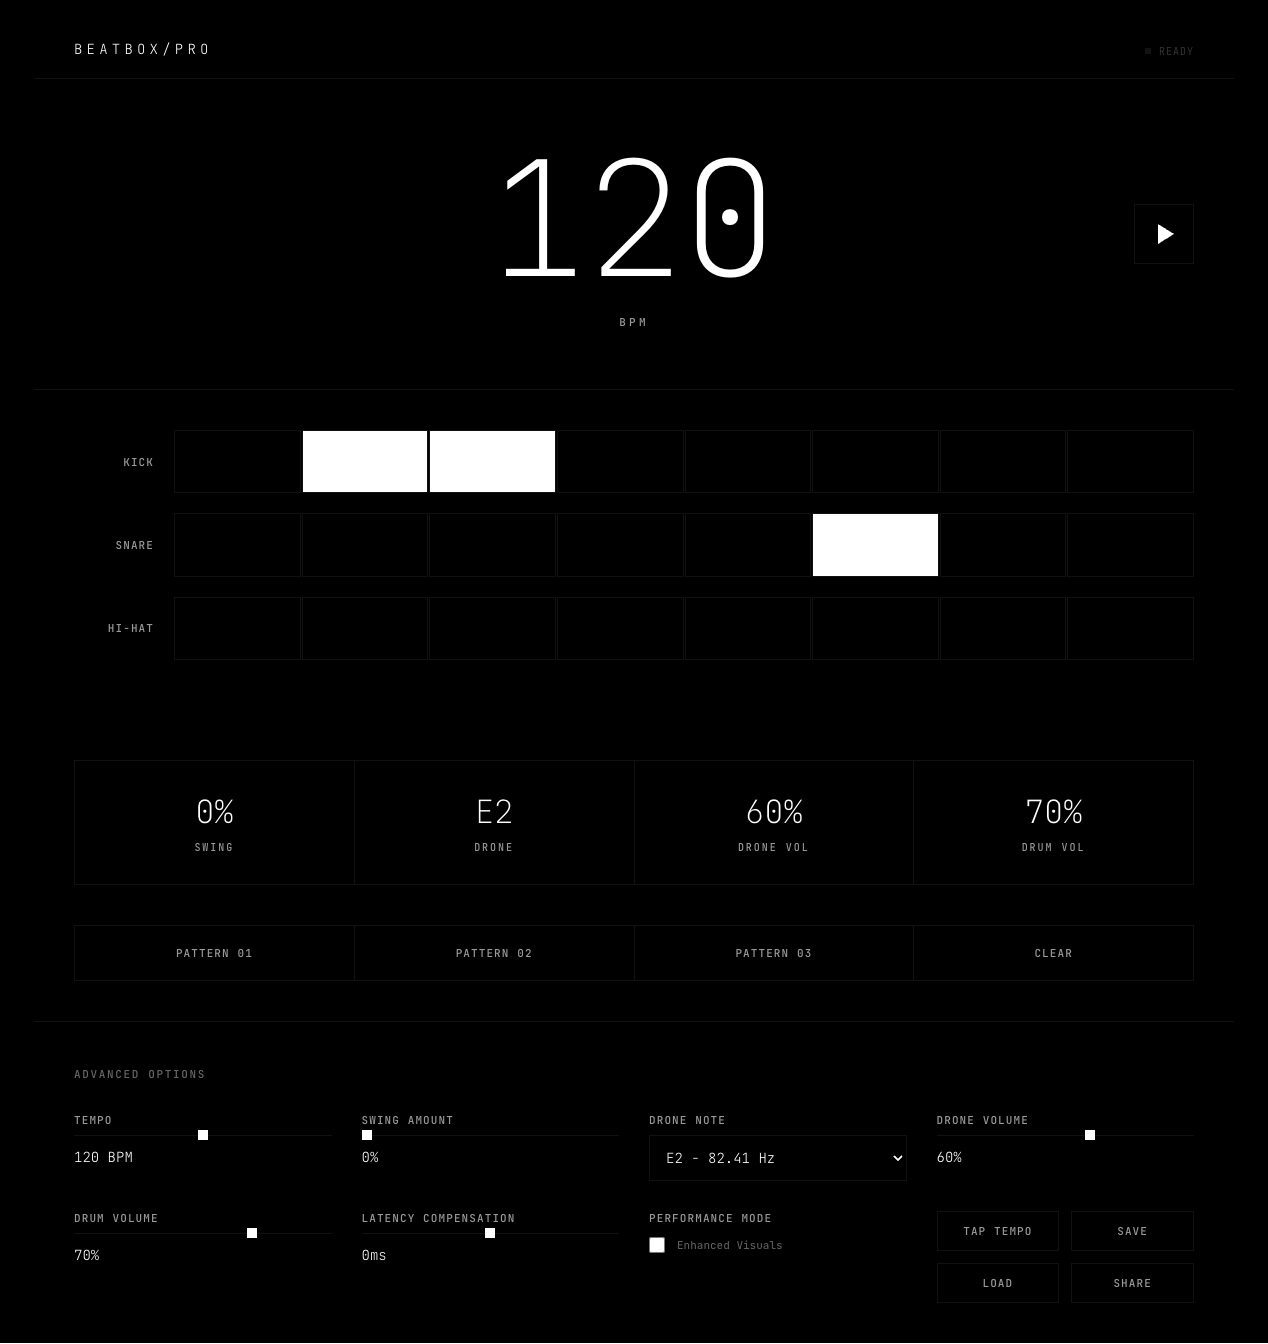 BEATBOX/PRO
READY
120
BPM
KICK
SNARE
HI-HAT
0%
SWING
E2
DRONE
60%
DRONE VOL
70%
DRUM VOL
PATTERN 01
PATTERN 02
PATTERN 03
CLEAR
ADVANCED OPTIONS
TEMPO
120 BPM
SWING AMOUNT
0%
DRONE NOTE
E2 - 82.41 Hz
DRONE VOLUME
60%
DRUM VOLUME
70%
LATENCY COMPENSATION
0ms
PERFORMANCE MODE
Enhanced Visuals
TAP TEMPO
SAVE
LOAD
SHARE